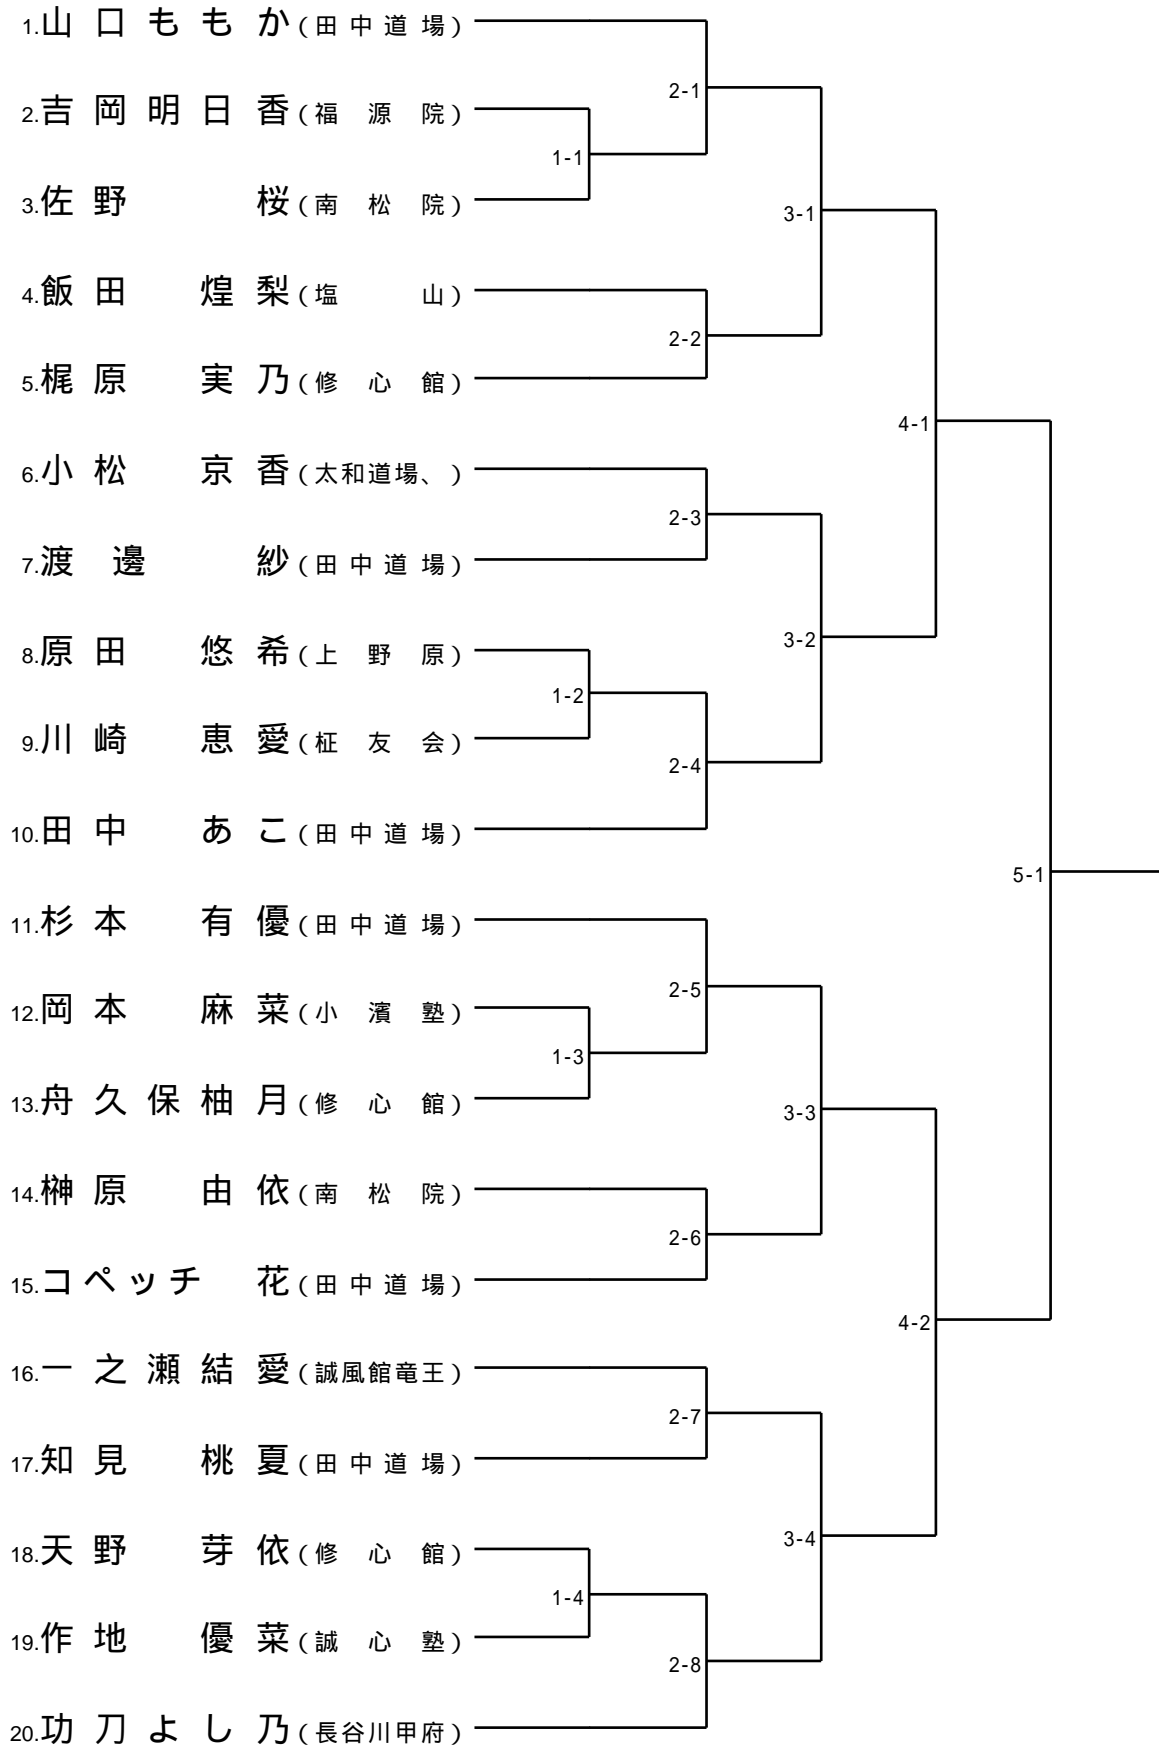 1.山口ももか(田中道場)
2-1
2.吉岡明日香(福源院)
1-1
3.佐野 桜(南松院)
3-1
4.飯田 煌梨(塩山)
2-2
5.梶原 実乃(修心館)
4-1
6.小松 京香(太和道場、)
2-3
7.渡邊 紗(田中道場)
3-2
8.原田 悠希(上野原)
1-2
9.川崎 恵愛(柾友会)
2-4
10.田中 あこ(田中道場)
5-1
11.杉本 有優(田中道場)
2-5
12.岡本 麻菜(小濱塾)
1-3
13.舟久保柚月(修心館)
3-3
14.榊原 由依(南松院)
2-6
15.コペッチ 花(田中道場)
4-2
16.一之瀬結愛(誠風館竜王)
2-7
17.知見 桃夏(田中道場)
3-4
18.天野 芽依(修心館)
1-4
19.作地 優菜(誠心塾)
2-8
20.功刀よし乃(長谷川甲府)